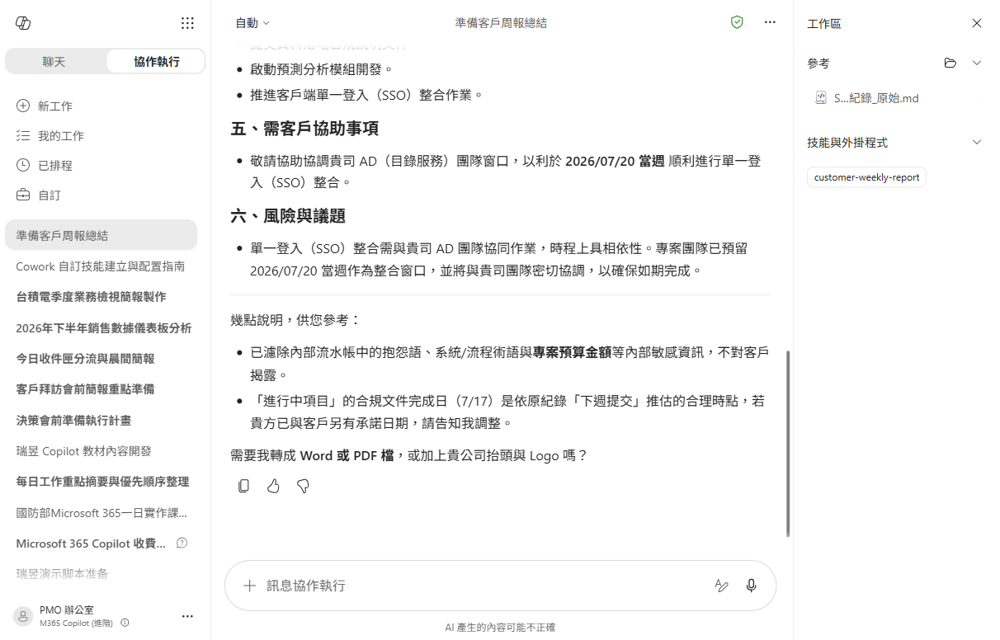 聊天
協作執行
新工作
我的工作
已排程
自訂
準備客戶周報總結
Cowork 自訂技能建立與配置指南
台積電季度業務檢視簡報製作
2026年下半年銷售數據儀表板分析
今日收件匣分流與晨間簡報
客戶拜訪會前簡報重點準備
決策會前準備執行計畫
瑞昱 Copilot 教材內容開發
每日工作重點摘要與優先順序整理
國防部Microsoft 365一日實作課...
Microsoft 365 Copilot 收費...
瑞昱演示脚本准备
PMO 辦公室
M365 Copilot (進階)
自動
準備客戶周報總結
啟動預測分析模組開發。
推進客戶端單一登入（SSO）整合作業。
五、需客戶協助事項
敬請協助協調貴司 AD（目錄服務）團隊窗口，以利於 2026/07/20 當週 順利進行單一登
入（SSO）整合。
六、風險與議題
單一登入（SSO）整合需與貴司 AD 團隊協同作業，時程上具相依性。專案團隊已預留
2026/07/20 當週作為整合窗口，並將與貴司團隊密切協調，以確保如期完成。
幾點說明，供您參考：
已濾除內部流水帳中的抱怨語、系統/流程術語與專案預算金額等內部敏感資訊，不對客戶
揭露。
「進行中項目」的合規文件完成日（7/17）是依原紀錄「下週提交」推估的合理時點，若
貴方已與客戶另有承諾日期，請告知我調整。
需要我轉成 Word 或 PDF 檔，或加上貴公司抬頭與 Logo 嗎？
訊息協作執行
AI 產生的內容可能不正確
工作區
參考
S...紀錄_原始.md
技能與外掛程式
customer-weekly-report